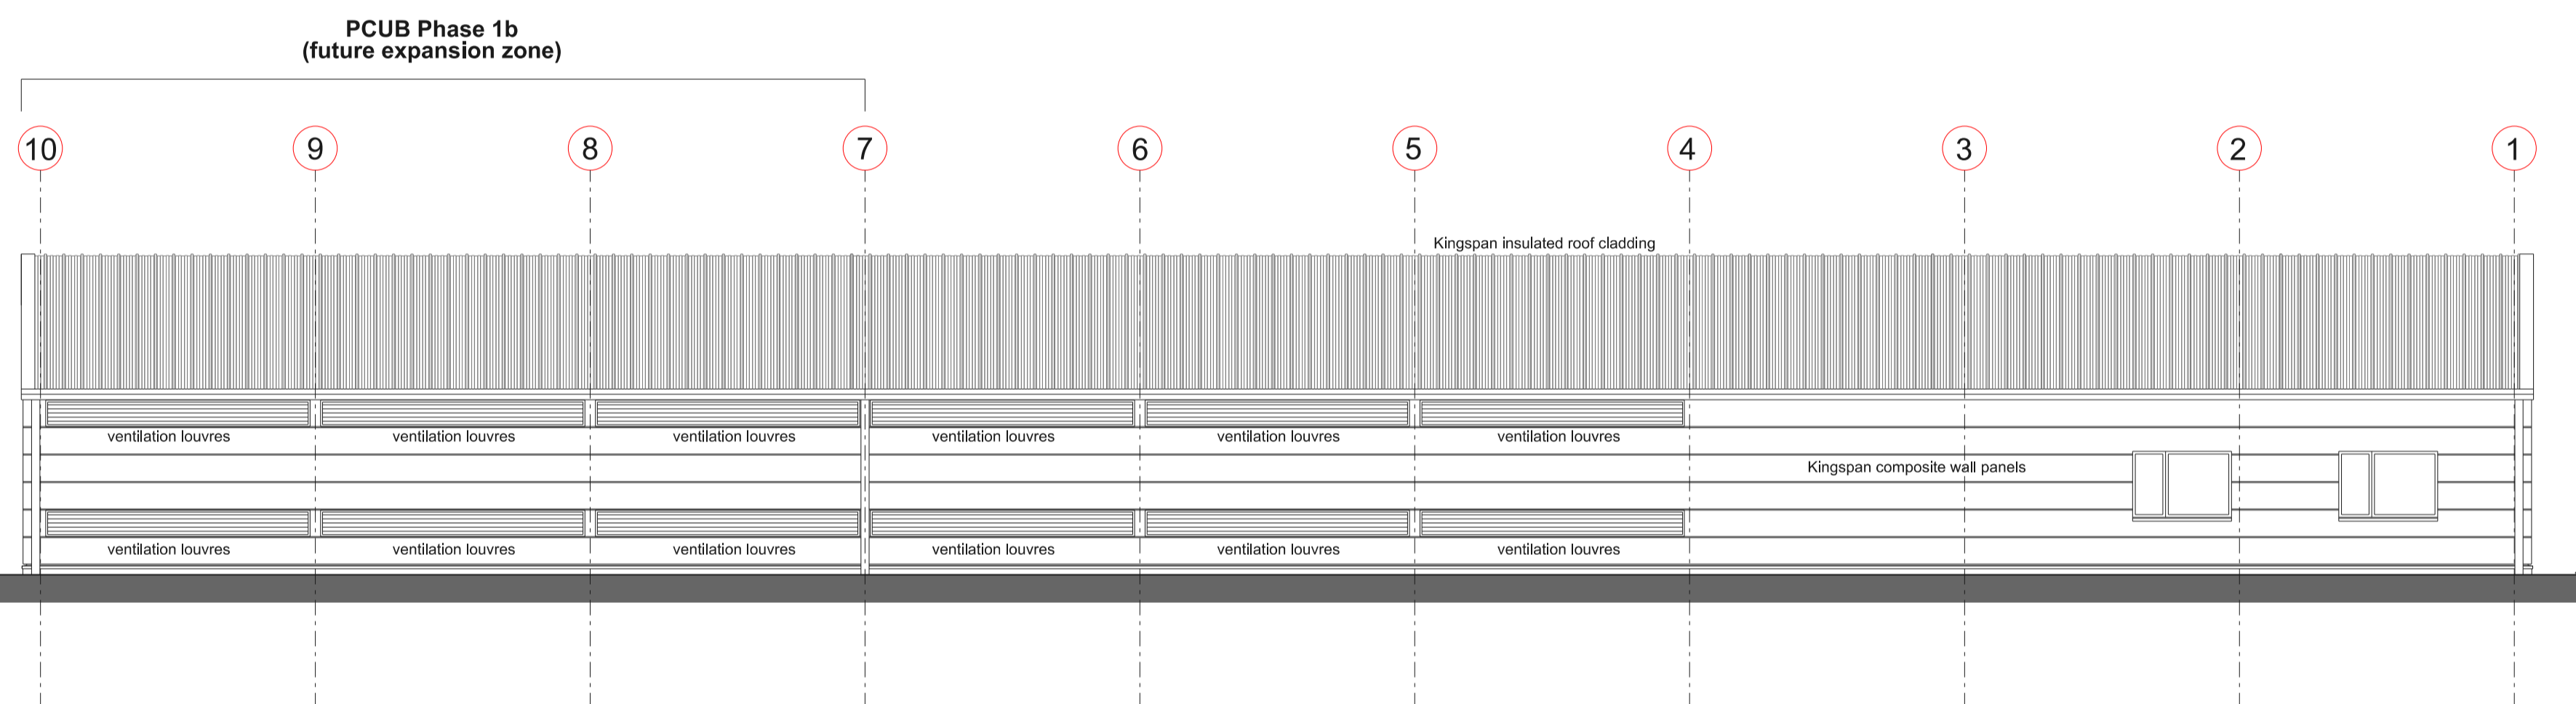 PCUB Phase 1b
(future expansion zone)
10 9 8 7 6 5 4 3 2 1
Kingspan insulated roof cladding
ventilation louvres ventilation louvres ventilation louvres ventilation louvres ventilation louvres ventilation louvres
Kingspan composite wall panels
ventilation louvres ventilation louvres ventilation louvres ventilation louvres ventilation louvres ventilation louvres